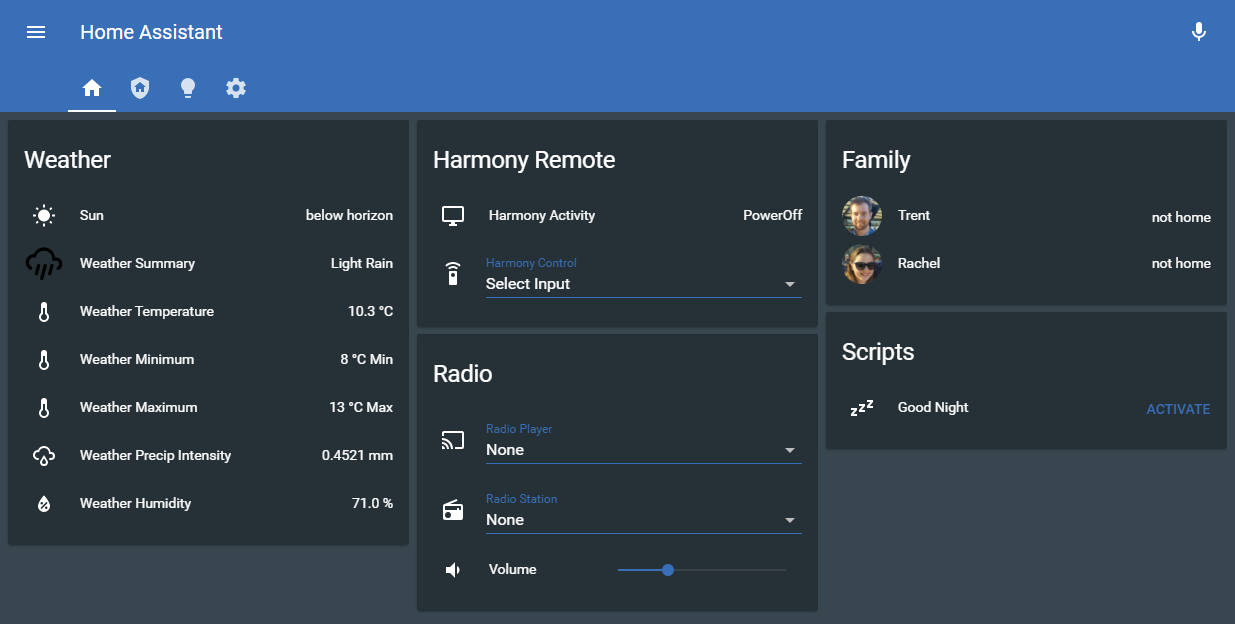 Home Assistant
Weather
Sun below horizon
Weather Summary Light Rain
Weather Temperature 10.3 °C
Weather Minimum 8 °C Min
Weather Maximum 13 °C Max
Weather Precip Intensity 0.4521 mm
Weather Humidity 71.0 %
Harmony Remote
Harmony Activity PowerOff
Harmony Control
Select Input
Radio
Radio Player
None
Radio Station
None
Volume
Family
Trent not home
Rachel not home
Scripts
zzz Good Night ACTIVATE